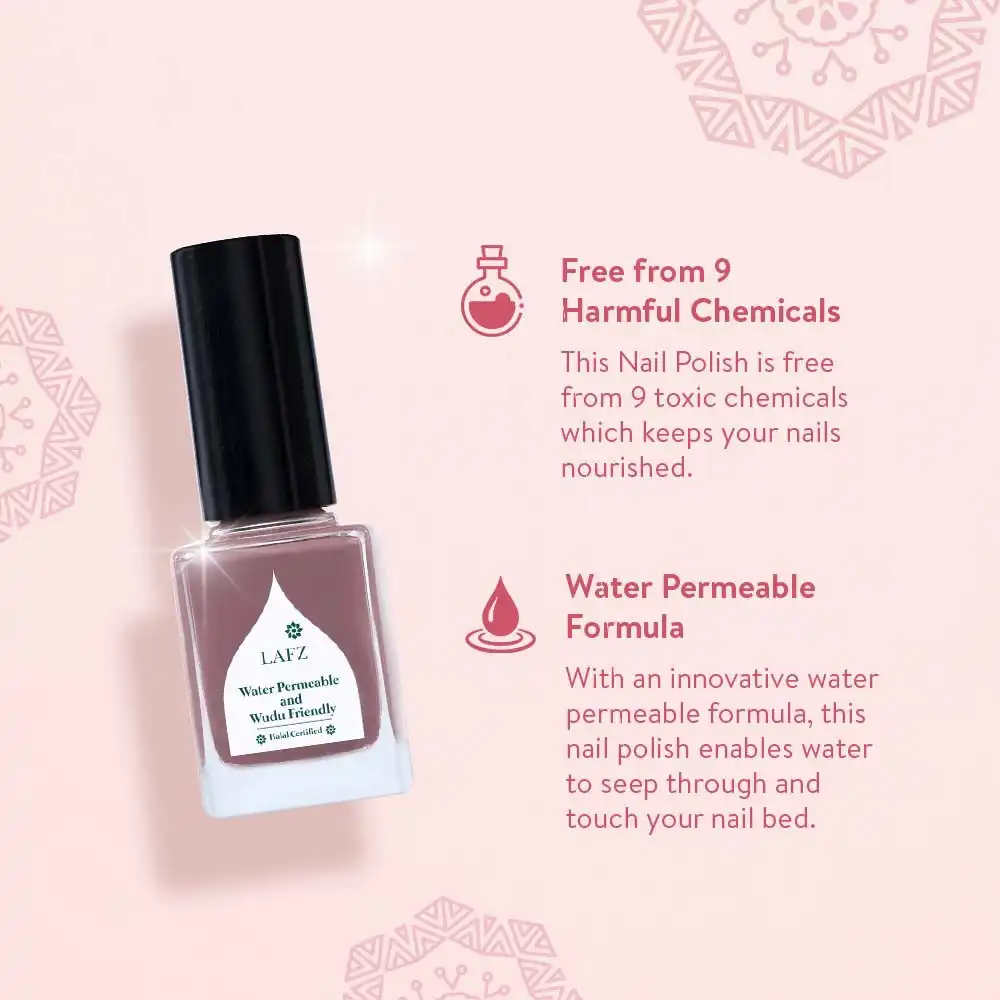 Free from 9
Harmful Chemicals
This Nail Polish is free
from 9 toxic chemicals
which keeps your nails
nourished.
LAFZ
Water Permeable
and
Wudu Friendly
Halal Certified
Water Permeable
Formula
With an innovative water
permeable formula, this
nail polish enables water
to seep through and
touch your nail bed.